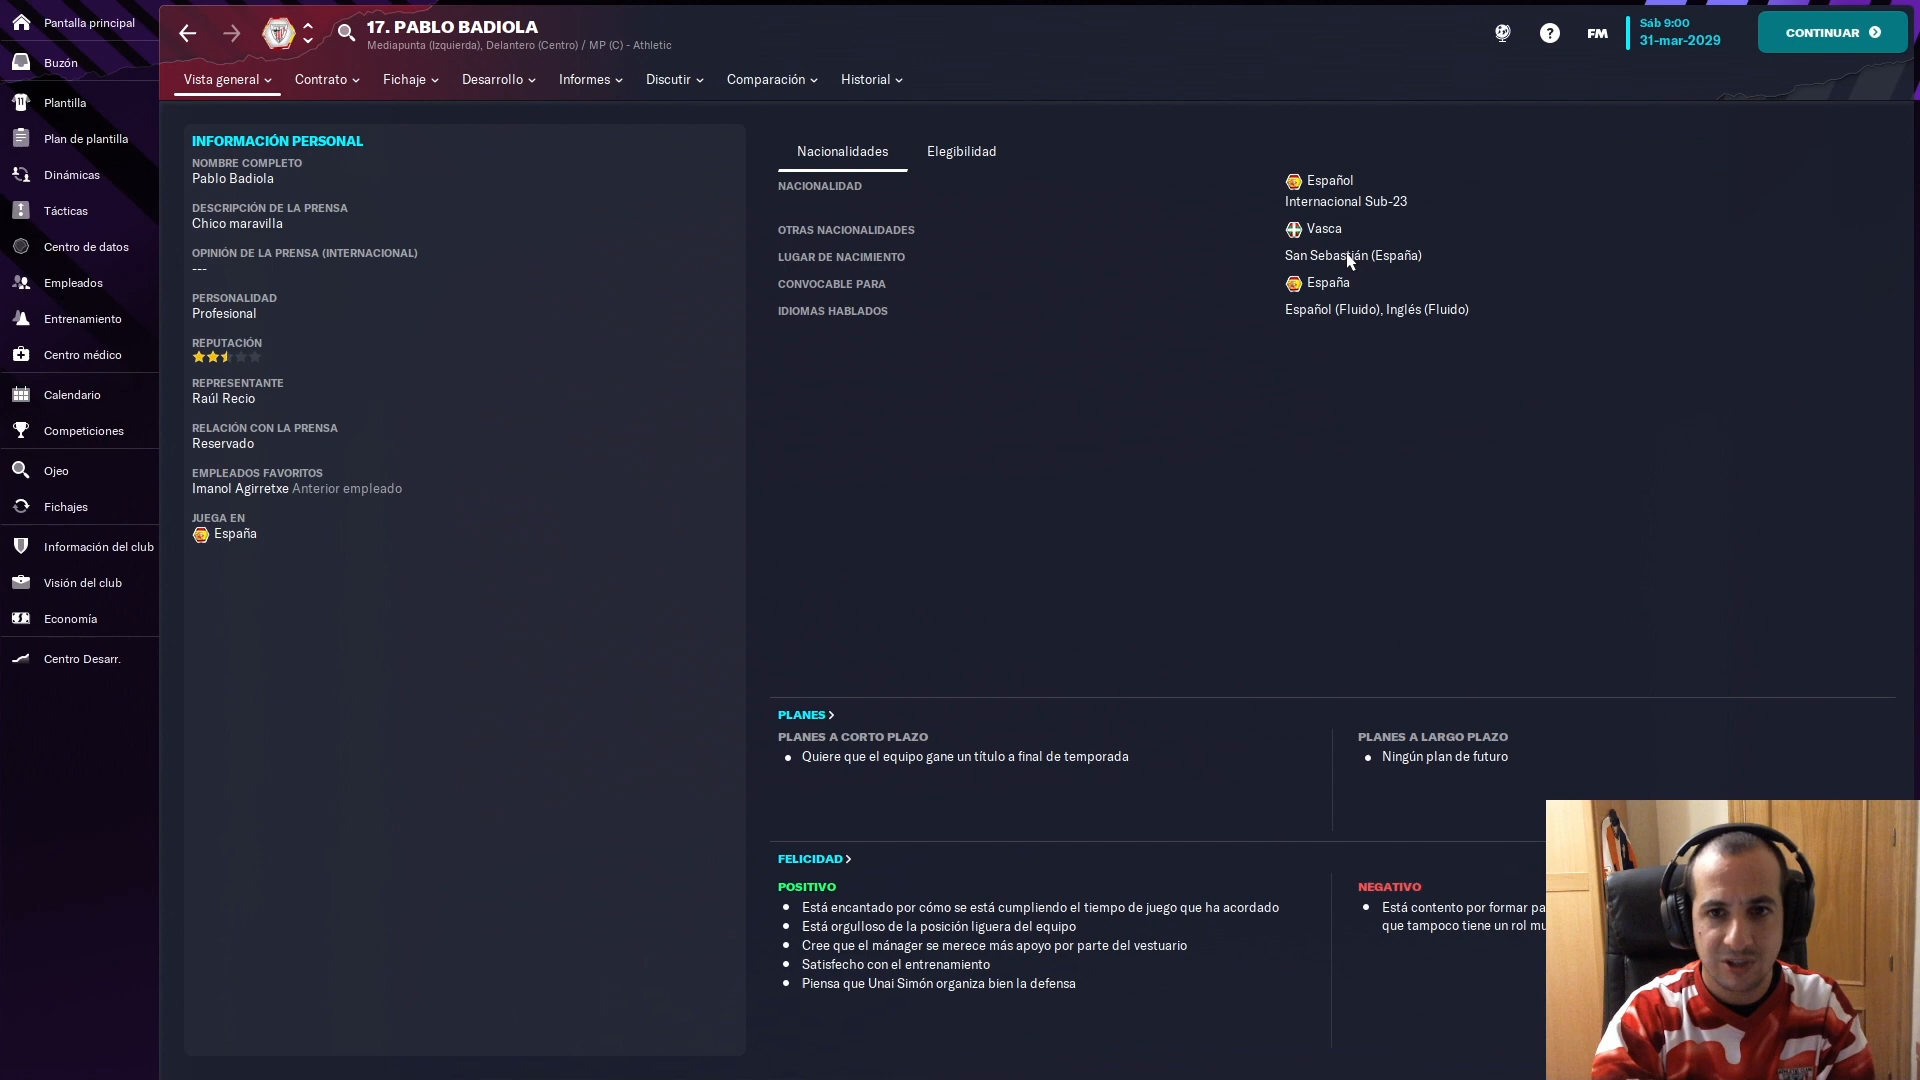 Pantalla principal
Buzón
Plantilla
Plan de plantilla
Dinámicas
Tácticas
Centro de datos
Empleados
Entrenamiento
Centro médico
Calendario
Competiciones
Ojeo
Fichajes
Información del club
Visión del club
Economía
Centro Desarr.
17. PABLO BADIOLA
Mediapunta (Izquierda), Delantero (Centro) / MP (C) - Athletic
FM
Sáb 9:00
31-mar-2029
CONTINUAR
Vista general
Contrato
Fichaje
Desarrollo
Informes
Discutir
Comparación
Historial
INFORMACIÓN PERSONAL
NOMBRE COMPLETO
Pablo Badiola
DESCRIPCIÓN DE LA PRENSA
Chico maravilla
OPINIÓN DE LA PRENSA (INTERNACIONAL)
---
PERSONALIDAD
Profesional
REPUTACIÓN
REPRESENTANTE
Raúl Recio
RELACIÓN CON LA PRENSA
Reservado
EMPLEADOS FAVORITOS
Imanol Agirretxe Anterior empleado
JUEGA EN
España
Nacionalidades
Elegibilidad
NACIONALIDAD
Español
Internacional Sub-23
OTRAS NACIONALIDADES
Vasca
LUGAR DE NACIMIENTO
San Sebastián (España)
CONVOCABLE PARA
España
IDIOMAS HABLADOS
Español (Fluido), Inglés (Fluido)
PLANES
PLANES A CORTO PLAZO
Quiere que el equipo gane un título a final de temporada
PLANES A LARGO PLAZO
Ningún plan de futuro
FELICIDAD
POSITIVO
Está encantado por cómo se está cumpliendo el tiempo de juego que ha acordado
Está orgulloso de la posición liguera del equipo
Cree que el mánager se merece más apoyo por parte del vestuario
Satisfecho con el entrenamiento
Piensa que Unai Simón organiza bien la defensa
NEGATIVO
Está contento por formar pa
que tampoco tiene un rol mu